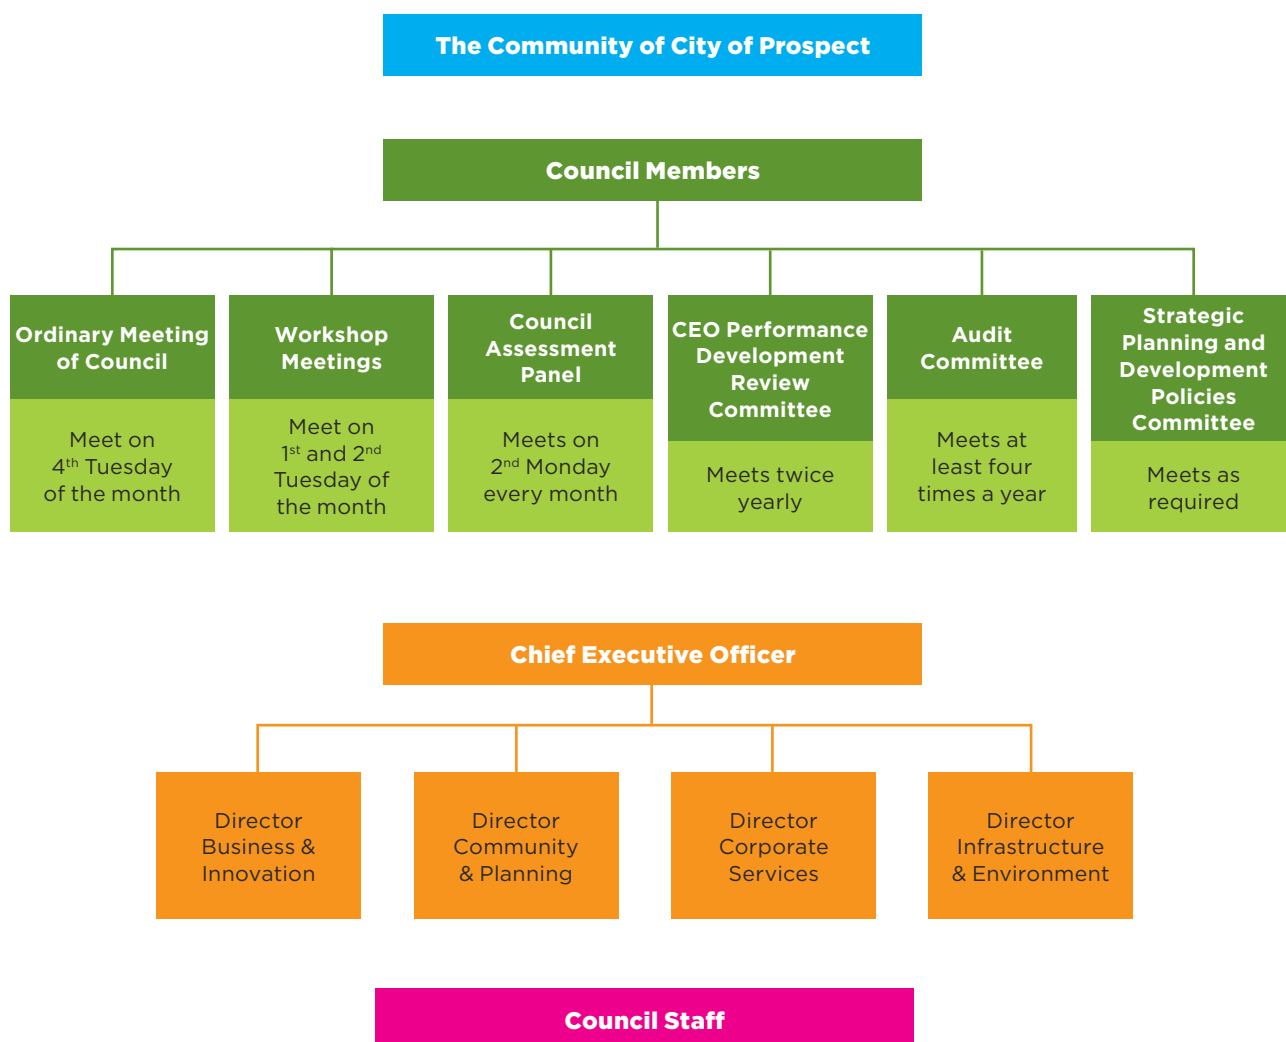 The Community of City of Prospect
Council Members
Ordinary Meeting
of Council
Meet on
4th Tuesday
of the month
Workshop
Meetings
Meet on
1st and 2nd
Tuesday of
the month
Council
Assessment
Panel
Meets on
2nd Monday
every month
CEO Performance
Development
Review
Committee
Meets twice
yearly
Audit
Committee
Meets at
least four
times a year
Strategic
Planning and
Development
Policies
Committee
Meets as
required
Chief Executive Officer
Director
Business &
Innovation
Director
Community
& Planning
Director
Corporate
Services
Director
Infrastructure
& Environment
Council Staff